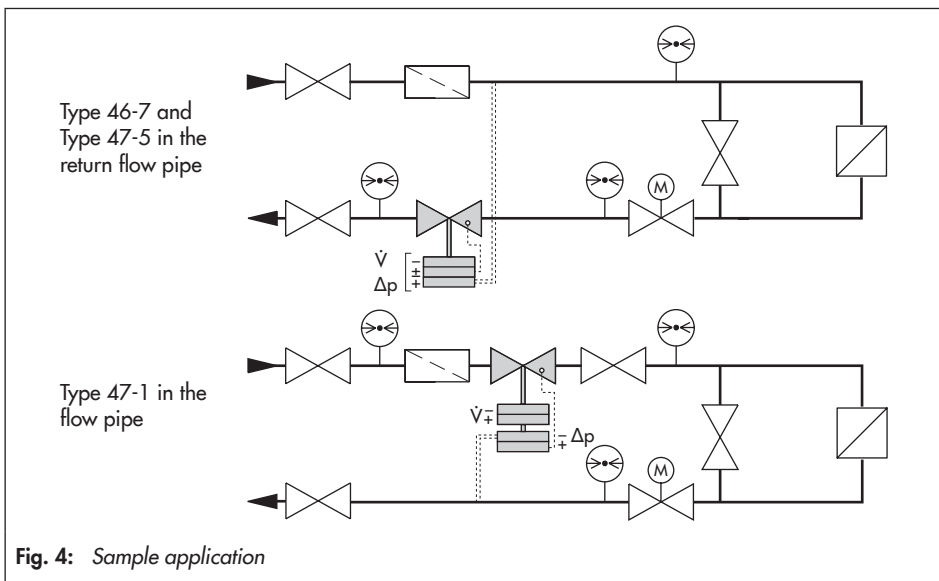 Type 46-7 and
Type 47-5 in the
return flow pipe
M
V̇ −
±
Δp +
Type 47-1 in the
flow pipe
V̇ −
+
− Δp
+
M
Fig. 4: Sample application